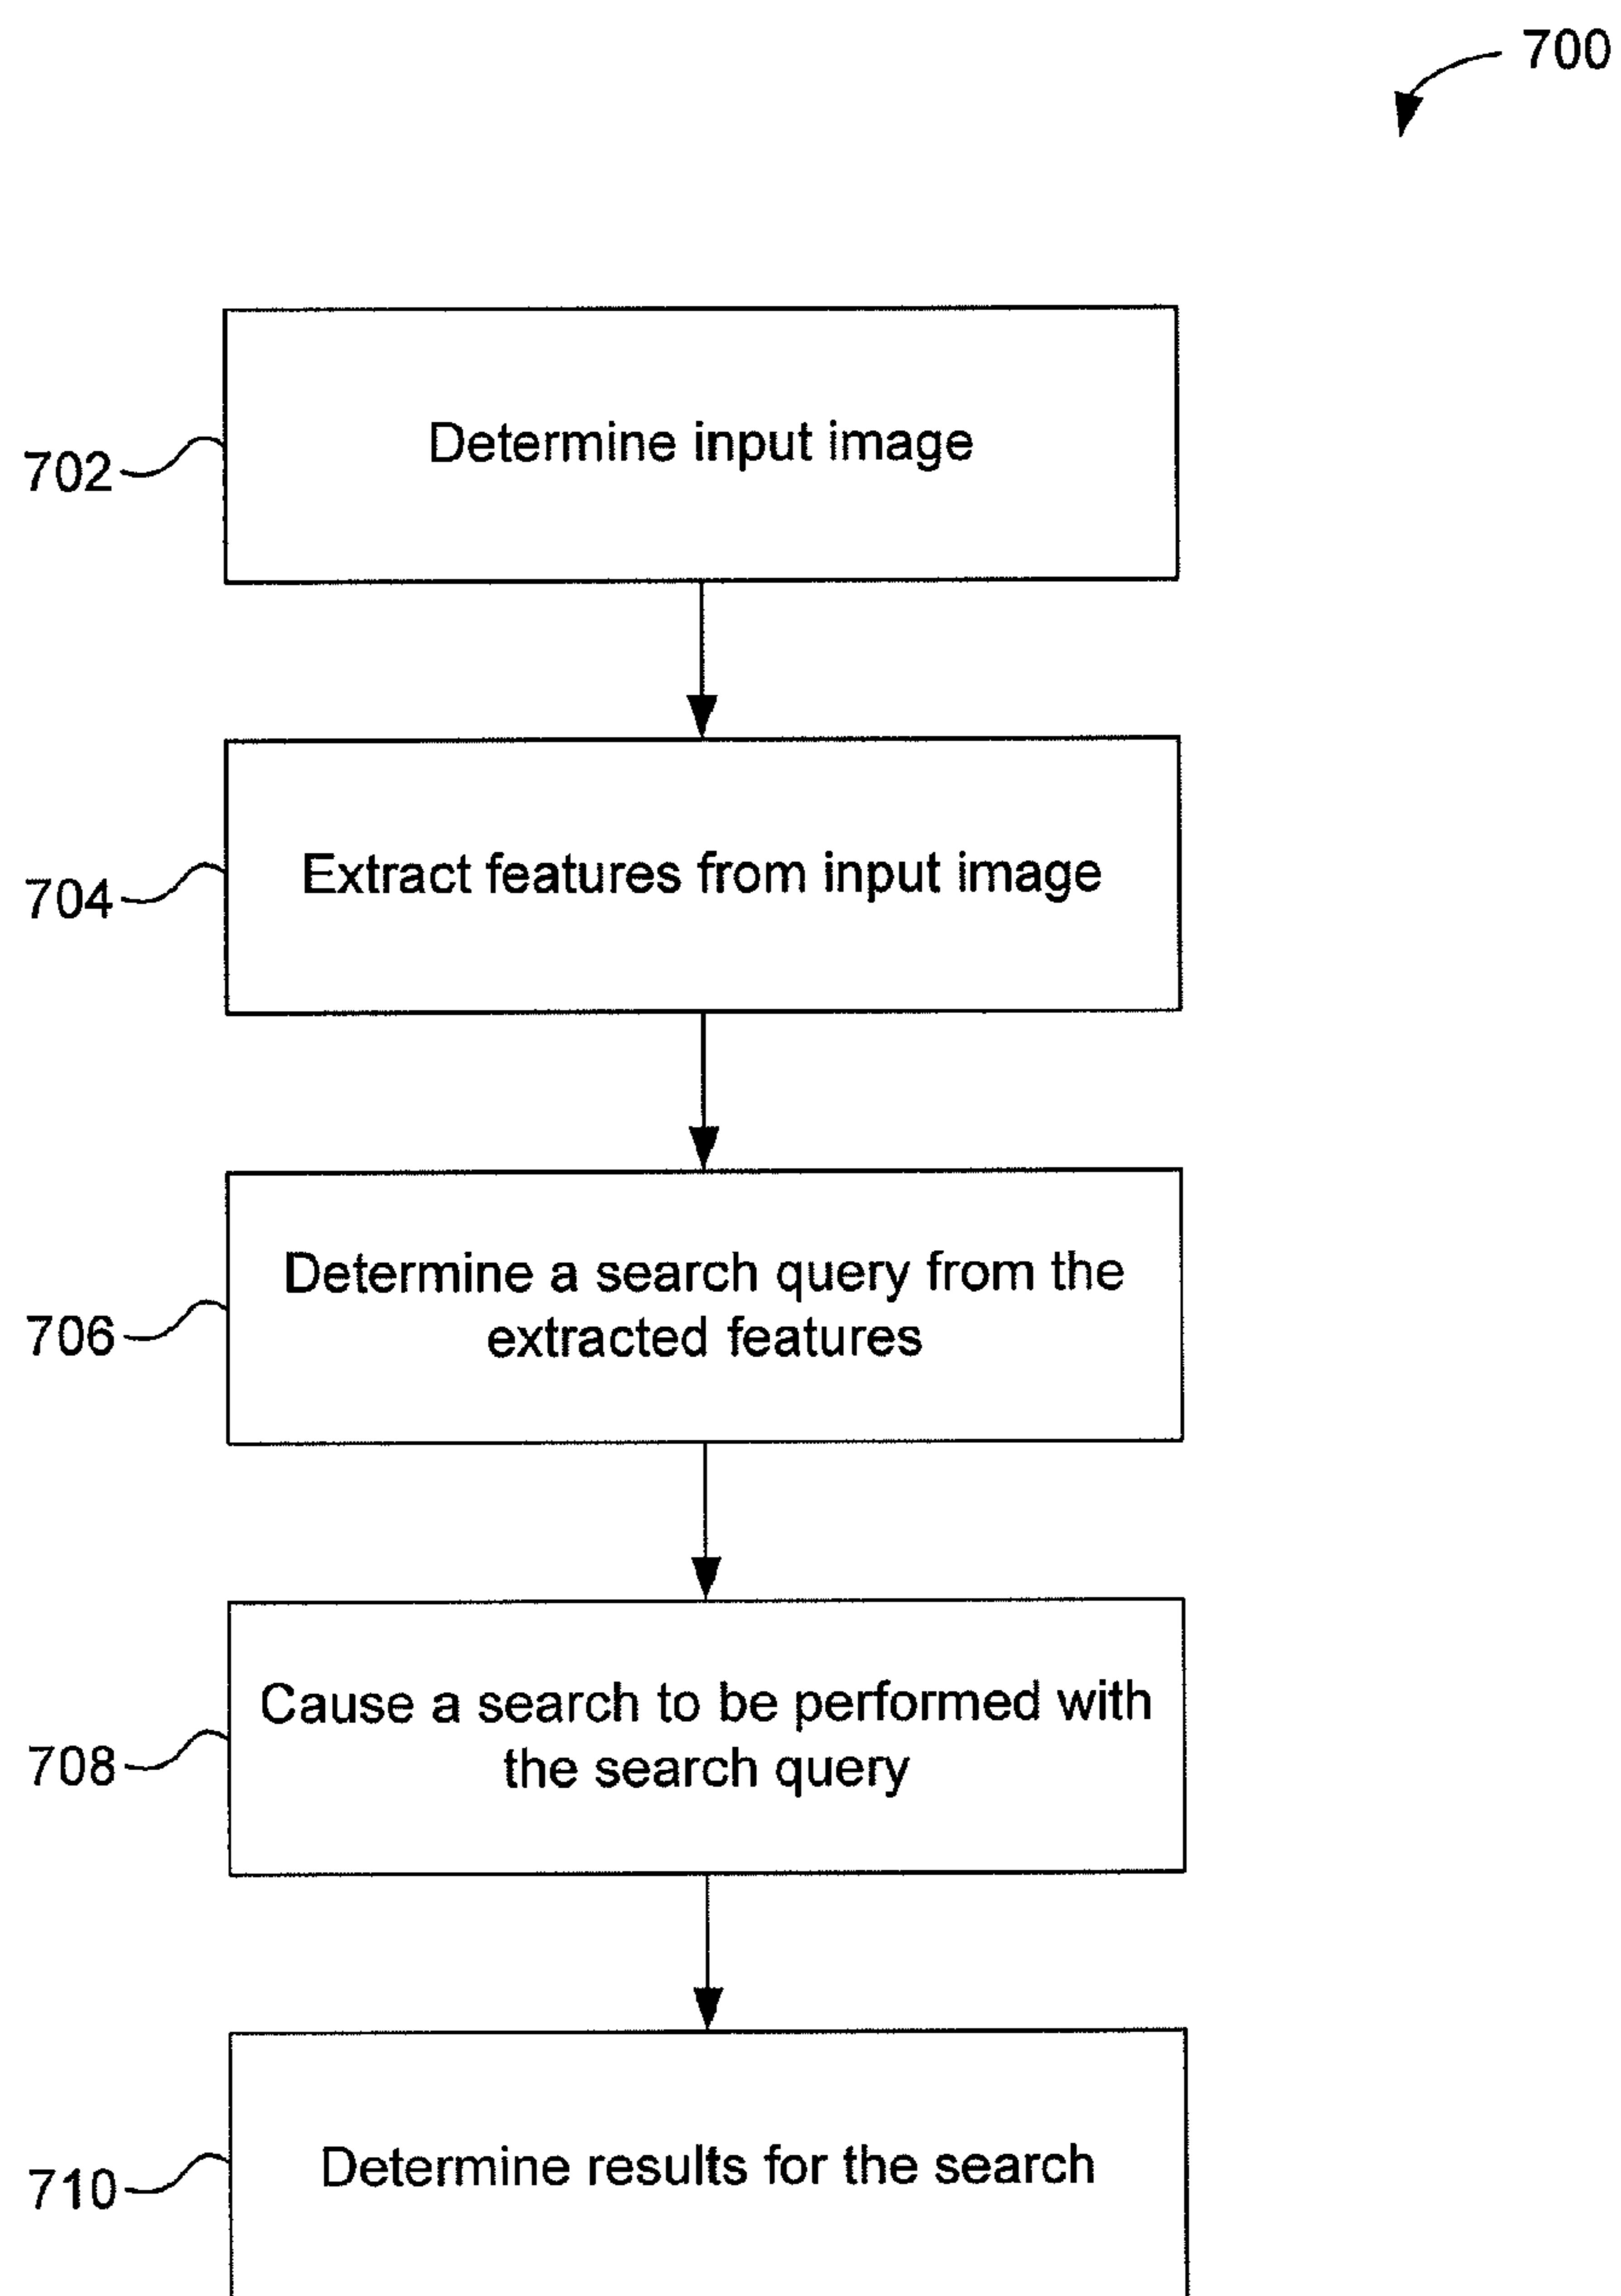 700
702
Determine input image
704
Extract features from input image
706
Determine a search query from the
extracted features
708
Cause a search to be performed with
the search query
710
Determine results for the search